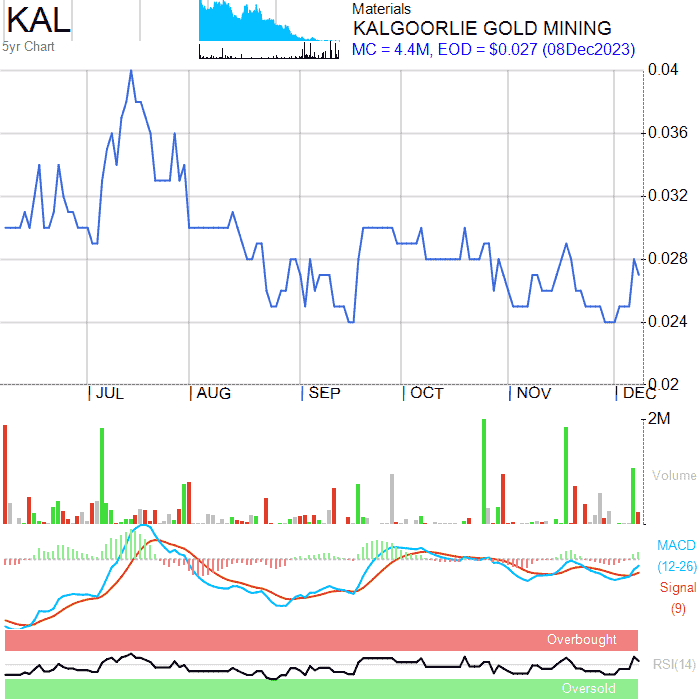 KAL
5yr Chart
Materials
KALGOORLIE GOLD MINING
MC = 4.4M, EOD = $0.027 (08Dec2023)
0.04
0.036
0.032
0.028
0.024
0.02
JUL AUG SEP OCT NOV DEC
2M
Volume
MACD
(12-26)
Signal
(9)
Overbought
RSI(14)
Oversold